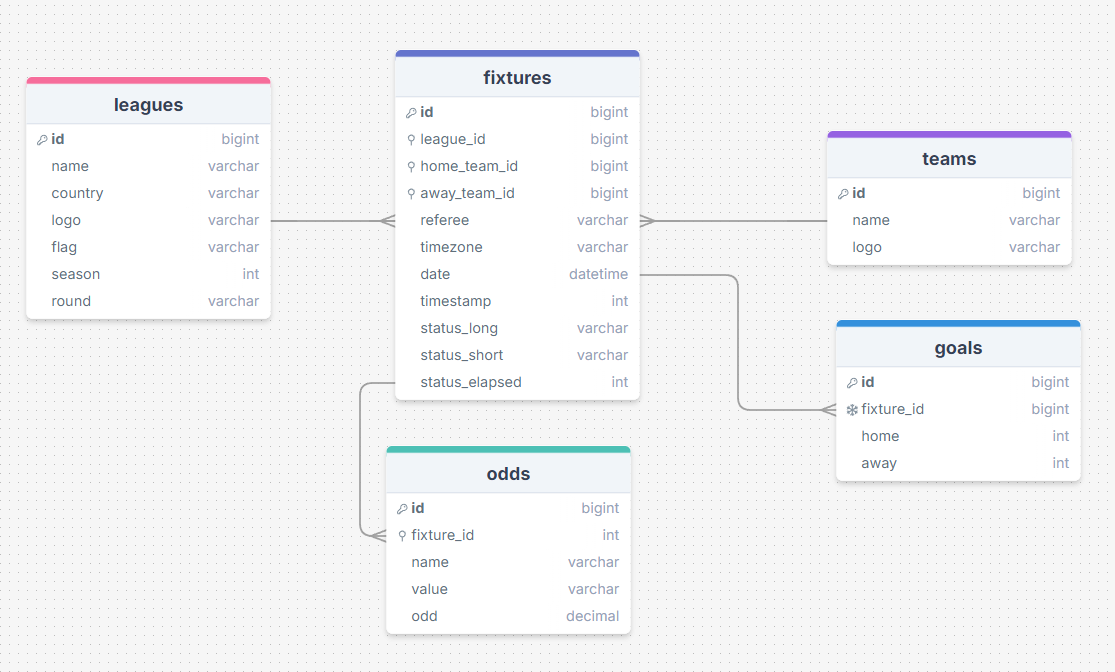 leagues
id bigint
name varchar
country varchar
logo varchar
flag varchar
season int
round varchar
fixtures
id bigint
league_id bigint
home_team_id bigint
away_team_id bigint
referee varchar
timezone varchar
date datetime
timestamp int
status_long varchar
status_short varchar
status_elapsed int
teams
id bigint
name varchar
logo varchar
goals
id bigint
fixture_id bigint
home int
away int
odds
id bigint
fixture_id int
name varchar
value varchar
odd decimal